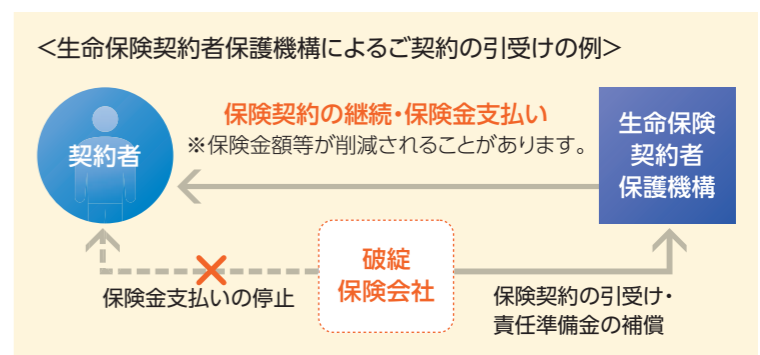 ＜生命保険契約者保護機構によるご契約の引受けの例＞
保険契約の継続・保険金支払い
※保険金額等が削減されることがあります。
契約者
生命保険
契約者
保護機構
破綻
保険会社
保険金支払いの停止
保険契約の引受け・
責任準備金の補償